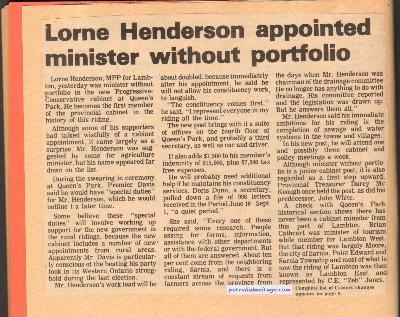 Lorne Henderson appointed
minister without portfolio
Lorne Henderson, MPP for Lamb-
ton, yesterday was minister without
portfolio in the new Progressive-
Conservative cabinet at Queen's
Park. He becomes the first member
of the provincial cabinet in the
history of this riding.
Although some of his supporters
had talked wistfully of a cabinet
appointment, it came largely as a
surprise. Mr. Henderson was sug-
gested by some for agriculture
minister, but his name appeared far
down on the list.
During the swearing in ceremony
at Queen's Park, Premier Davis
said he would have "special duties"
for Mr. Henderson, which he would
outline it a later time.
Some believe these "special
duties" will involve working up
support for the new government in
the rural ridings, because the new
cabinet includes a number of new
appointments from rural areas.
Apparently Mr. Davis is particular-
ly conscious of the beating his party
took in its Western Ontario strong-
hold during the last election.
Mr. Henderson's work load will be
about doubled, because immediately
after his appointment, he said he
will not allow his constituency work,
to languish.
"The constituency comes first,"
he said. "I represent everyone in my
riding all the time."
The new post brings with it a suite
of offices on the fourth floor of
Queen's Park, and probably a third
secretary, as well as car and driver.
It also adds $7,500 to his member's
indemnity of $15,000, plus $7,500 tax
free expenses.
He will probably need additional
help if he maintains his constituency
services. Doris Dunn, a secretary,
pulled down a file of 996 letters
received in the Period June 16- Sept.
1, "a quiet period."
She said, "Every one of these
required some research. People
asking for forms, information,
assistance with other departments
or with the federal government. But
all of them are answered. About ten
per cent come from the neighboring
riding, Sarnia, and there is a
constant stream of requests from
farmers across the province from
the days when Mr. Henderson was
chairman of the drainage committee
He no longer has anything to do with
drainage. His committee reported
and the legislation was drawn up.
But he answers them all."
Mr. Henderson said his immediate
ambitions for his riding is the
completion of sewage and water
systems in the towns and villages.
In his new post, he will attend one
and possibly three cabinet and
policy meetings a week.
Although minister without portfo-
lio is a junior cabinet post, it is also
regarded as a first step upward.
Provincial Treasurer Darcy Mc
Keough once held the post, as did his
predecessor, John White.
A check with Queen's Park
historical section shows there has
never been a cabinet minister from
this part of Lambton. Brian
Cathcart was minister of tourism
while member for Lambton West.
But that riding was largely Moore,
the city of Sarnia, Point Edward and
Sarnia Township and most of what is
now the riding of Lambton was then
known as Lambton East and
represented by C.E. "Zeb" Janes.
Complete list of Cabinet changes
appears on page 6
petroliaheritage.com